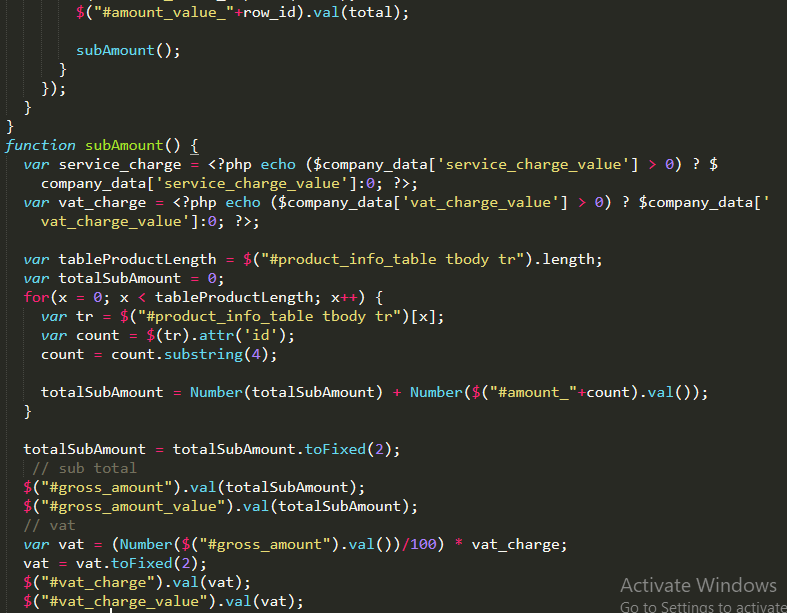 $("#amount_value_"+row_id).val(total);
subAmount();
}
});
}
}
function subAmount() {
var service_charge = <?php echo ($company_data['service_charge_value'] > 0) ? $
company_data['service_charge_value']:0; ?>;
var vat_charge = <?php echo ($company_data['vat_charge_value'] > 0) ? $company_data['
vat_charge_value']:0; ?>;
var tableProductLength = $("#product_info_table tbody tr").length;
var totalSubAmount = 0;
for(x = 0; x < tableProductLength; x++) {
var tr = $("#product_info_table tbody tr")[x];
var count = $(tr).attr('id');
count = count.substring(4);
totalSubAmount = Number(totalSubAmount) + Number($("#amount_"+count).val());
}
totalSubAmount = totalSubAmount.toFixed(2);
// sub total
$("#gross_amount").val(totalSubAmount);
$("#gross_amount_value").val(totalSubAmount);
// vat
var vat = (Number($("#gross_amount").val())/100) * vat_charge;
vat = vat.toFixed(2);
$("#vat_charge").val(vat);
$("#vat_charge_value").val(vat);
Activate Windows
Go to Settings to activate